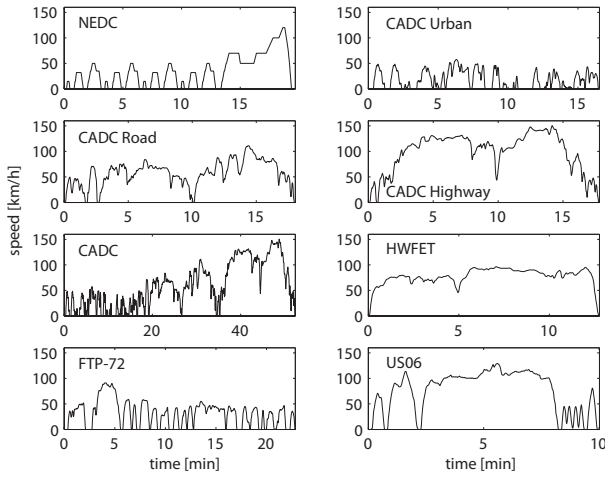 NEDC
150
100
50
0
0 5 10 15
CADC Urban
150
100
50
0
0 5 10 15
CADC Road
150
100
50
0
0 5 10 15
CADC Highway
150
100
50
0
0 5 10 15
speed [km/h]
CADC
150
100
50
0
0 20 40
HWFET
150
100
50
0
0 5 10
FTP-72
150
100
50
0
0 5 10 15 20
time [min]
US06
150
100
50
0
0 5 10
time [min]